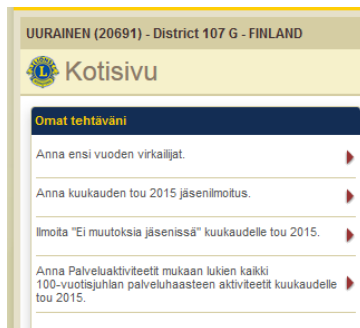 UURAINEN (20691) - District 107 G - FINLAND
Kotisivu
Omat tehtäväni
Anna ensi vuoden virkailijat.
Anna kuukauden tou 2015 jäsenilmoitus.
Ilmoita "Ei muutoksia jäsenissä" kuukaudelle tou 2015.
Anna Palveluaktiviteetit mukaan lukien kaikki
100-vuotisjuhlan palveluhaasteen aktiviteetit kuukaudelle
tou 2015.